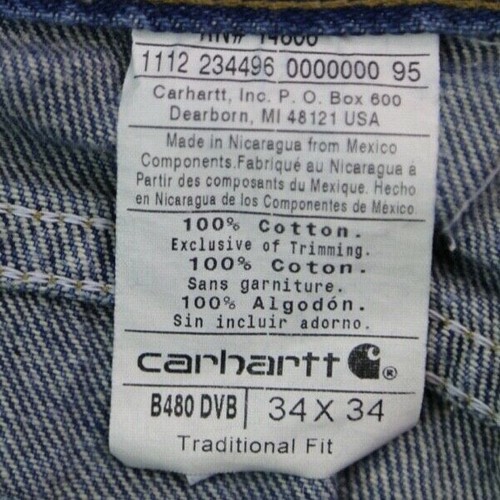 RN# 14806
1112 234496 0000000 95
Carhartt, Inc. P. O. Box 600
Dearborn, MI 48121 USA
Made in Nicaragua from Mexico
Components.Fabriqué au Nicaragua à
Partir des composants du Mexique. Hecho
en Nicaragua de los Componentes de México
100% Cotton.
Exclusive of Trimming.
100% Coton.
Sans garniture.
100% Algodón.
Sin incluir adorno.
carhartt ®
B480 DVB 34 X 34
Traditional Fit